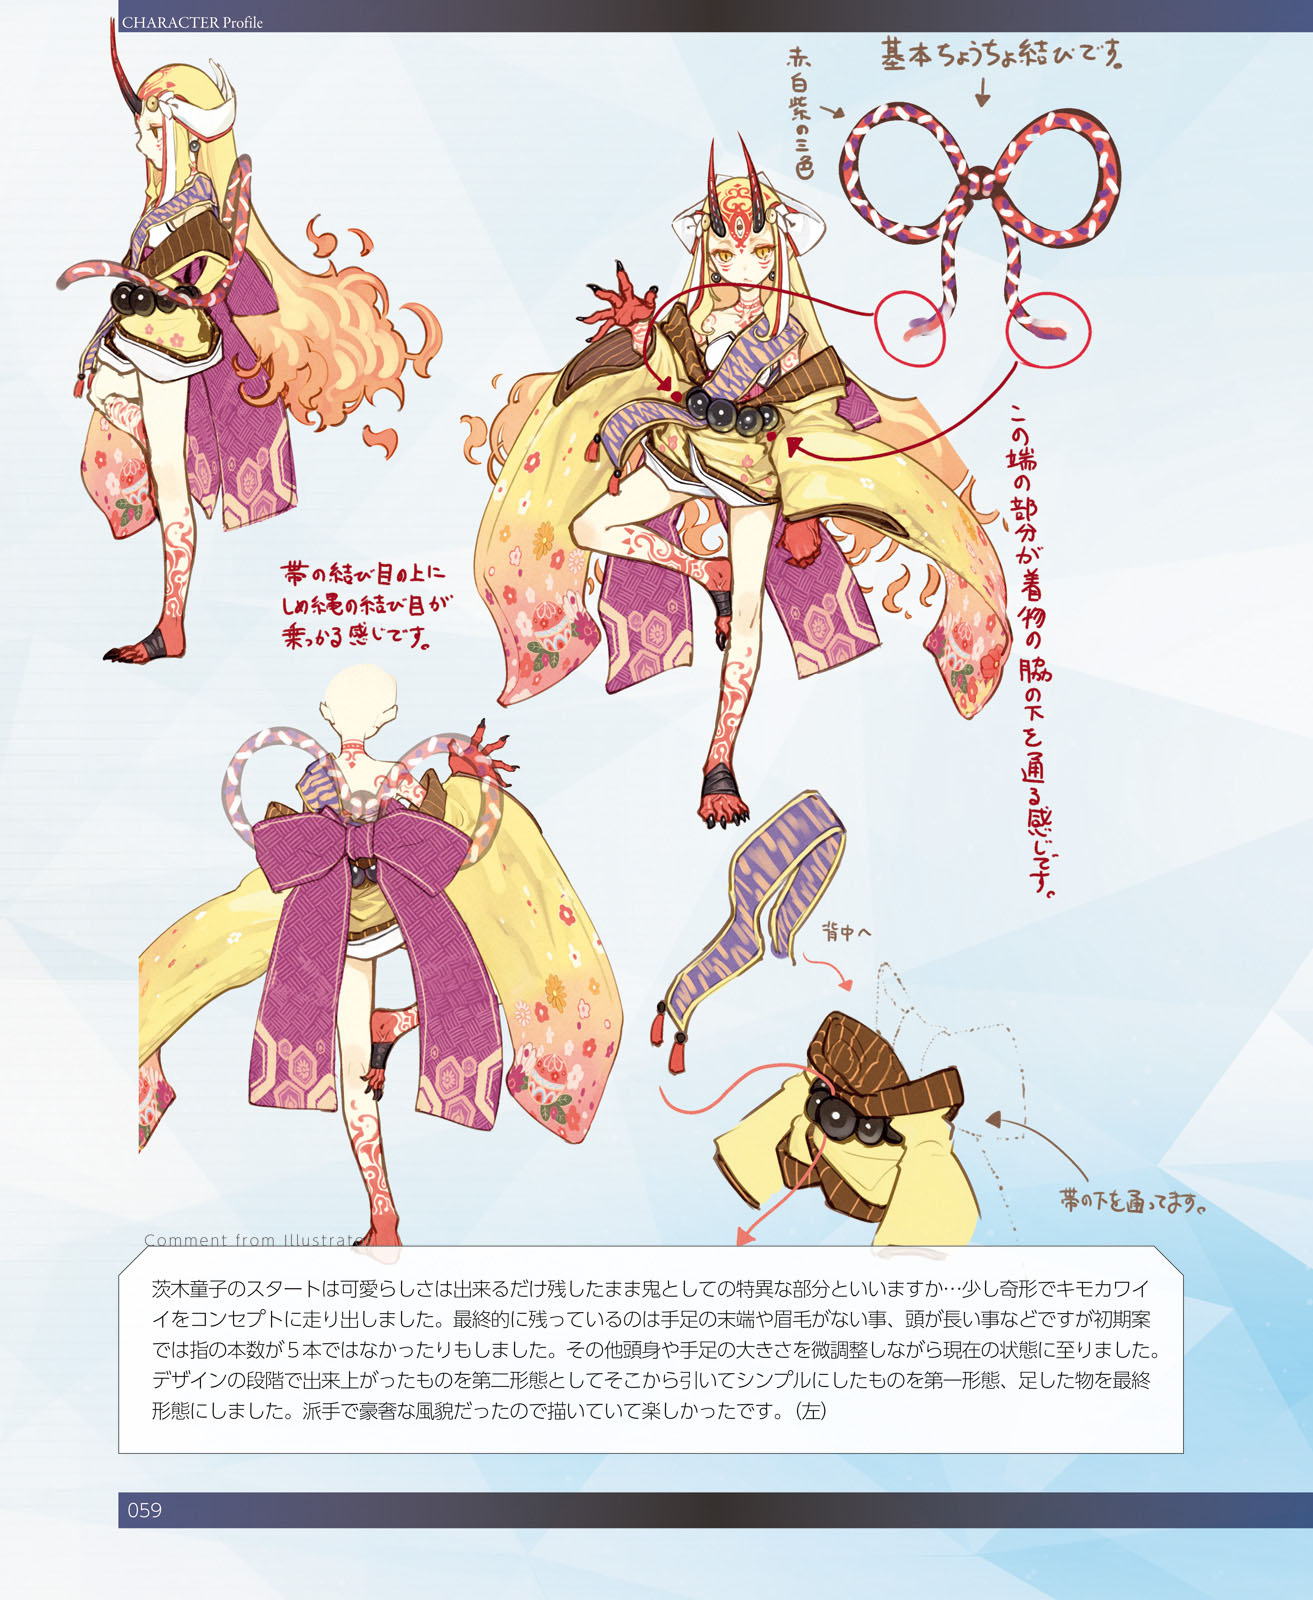 CHARACTER Profile
基本ちょうちょ結びです。
赤白紫の三色
この端の部分が着物の脇の下を通る感じです。
帯の結び目の上に
しめ縄の結び目が
乗っかる感じです。
背中へ
帯の下を通ってます。
Comment from Illustrator
茨木童子のスタートは可愛らしさは出来るだけ残したまま鬼としての特異な部分といいますか…少し奇形でキモカワイ
イをコンセプトに走り出しました。最終的に残っているのは手足の末端や眉毛がない事、頭が長い事などですが初期案
では指の本数が５本ではなかったりもしました。その他頭身や手足の大きさを微調整しながら現在の状態に至りました。
デザインの段階で出来上がったものを第二形態としてそこから引いてシンプルにしたものを第一形態、足した物を最終
形態にしました。派手で豪奢な風貌だったので描いていて楽しかったです。（左）
059